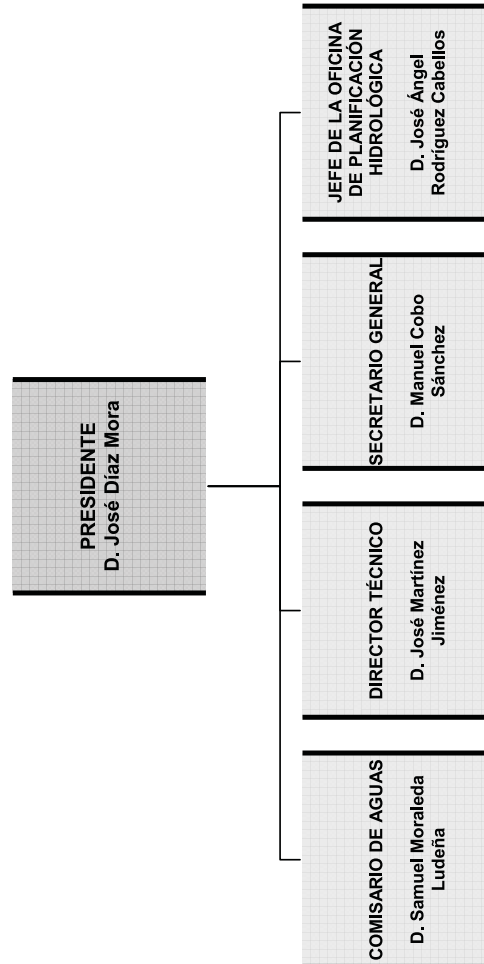 PRESIDENTE
D. José Díaz Mora
COMISARIO DE AGUAS
D. Samuel Moraleda
Ludeña
DIRECTOR TÉCNICO
D. José Martínez
Jiménez
SECRETARIO GENERAL
D. Manuel Cobo
Sánchez
JEFE DE LA OFICINA
DE PLANIFICACIÓN
HIDROLÓGICA
D. José Ángel
Rodríguez Cabellos